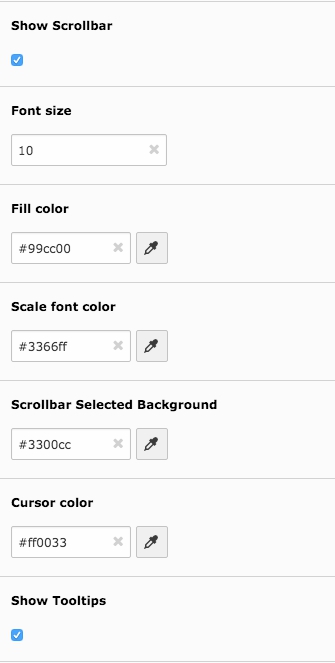 Show Scrollbar
Font size
10
Fill color
#99cc00
Scale font color
#3366ff
Scrollbar Selected Background
#3300cc
Cursor color
#ff0033
Show Tooltips